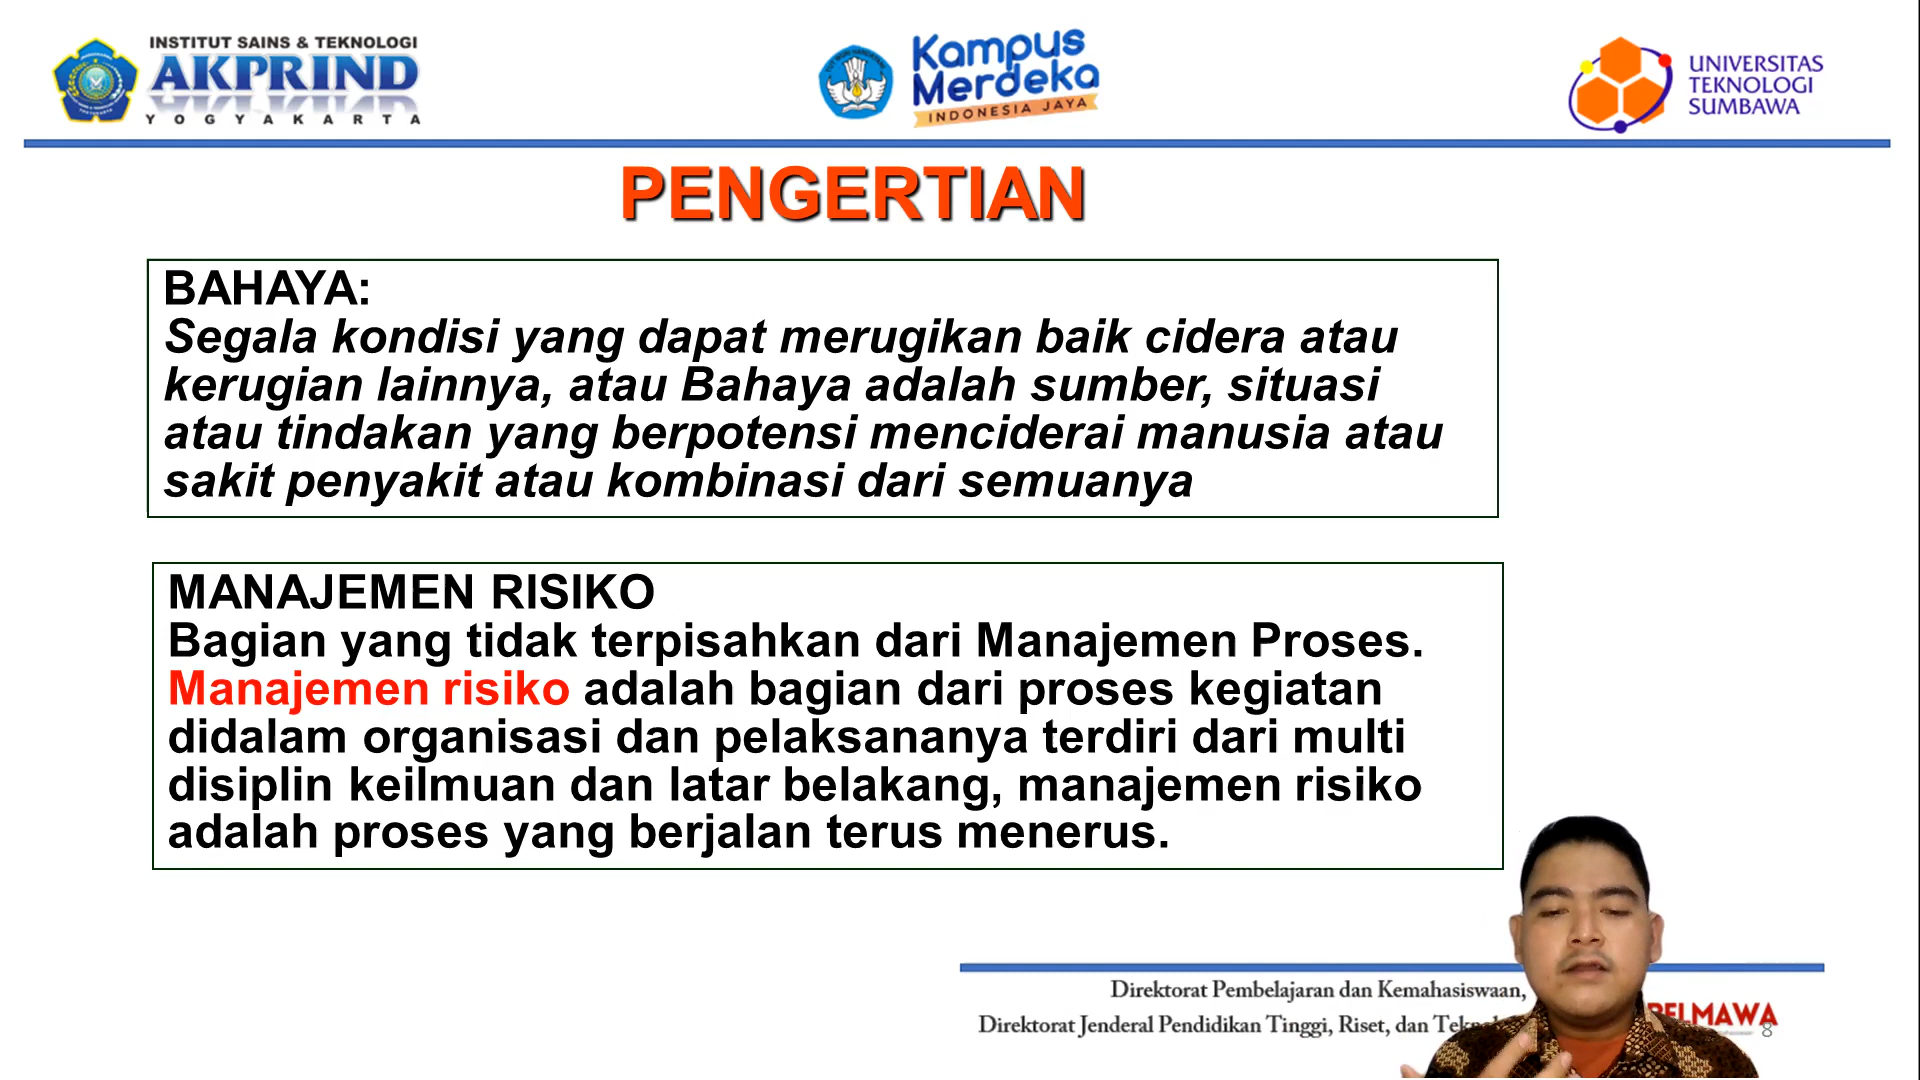 INSTITUT SAINS & TEKNOLOGI
AKPRIND
YOGYAKARTA
Kampus
Merdeka
INDONESIA JAYA
UNIVERSITAS
TEKNOLOGI
SUMBAWA
PENGERTIAN
BAHAYA:
Segala kondisi yang dapat merugikan baik cidera atau
kerugian lainnya, atau Bahaya adalah sumber, situasi
atau tindakan yang berpotensi menciderai manusia atau
sakit penyakit atau kombinasi dari semuanya
MANAJEMEN RISIKO
Bagian yang tidak terpisahkan dari Manajemen Proses.
Manajemen risiko adalah bagian dari proses kegiatan
didalam organisasi dan pelaksananya terdiri dari multi
disiplin keilmuan dan latar belakang, manajemen risiko
adalah proses yang berjalan terus menerus.
Direktorat Pembelajaran dan Kemahasiswaan,
Direktorat Jenderal Pendidikan Tinggi, Riset, dan
8